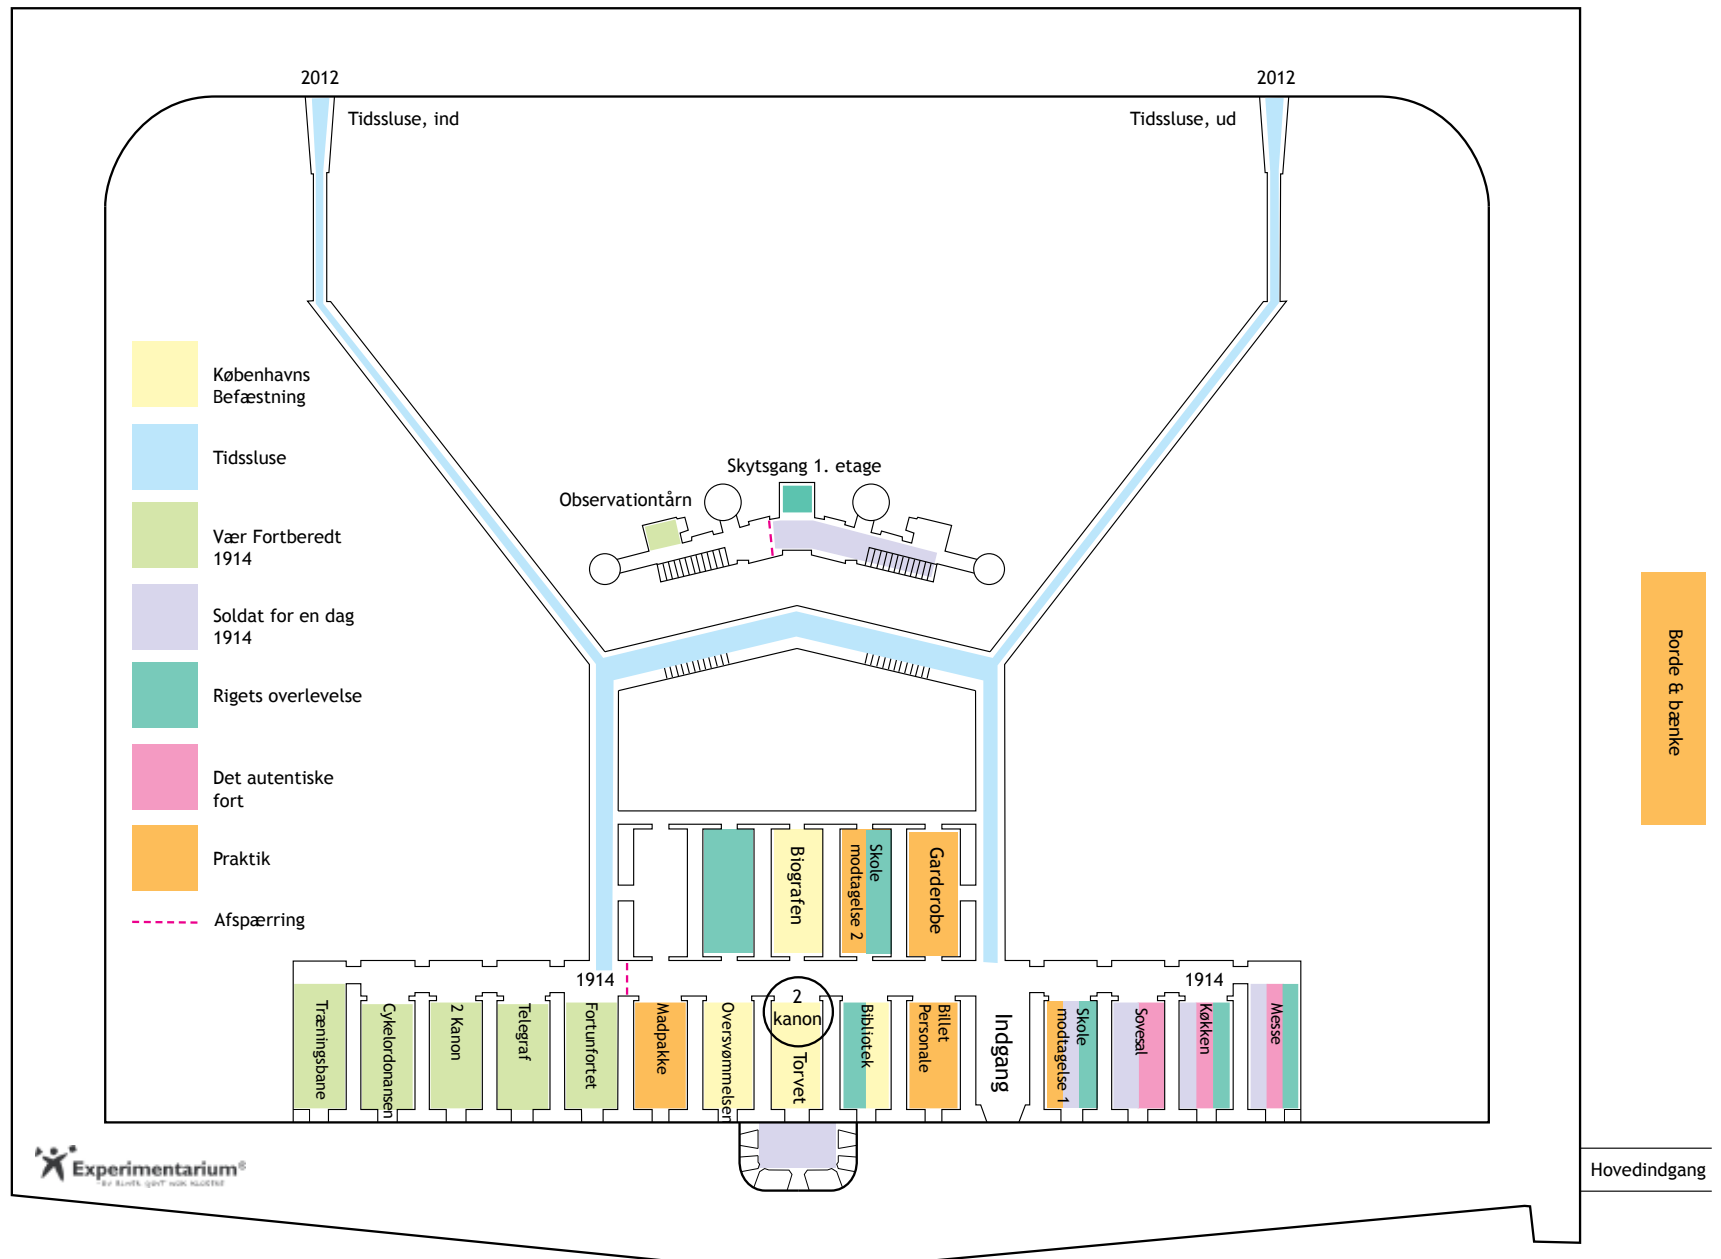 2012
2012
Tidssluse, ind
Tidssluse, ud
Københavns
Befæstning
Tidssluse
Vær Fortberedt
1914
Soldat for en dag
1914
Rigets overlevelse
Det autentiske
fort
Praktik
Afspærring
Skytsgang 1. etage
Observationtårn
Borde & bænke
Biografen
Skole
modtagelse 2
Garderobe
1914
1914
Træningsbane
Cykelordonansen
2 Kanon
Telegraf
Fortunfortet
Madpakke
Oversvømmelsen
2
kanon
Torvet
Bibliotek
Billet
Personale
Indgang
Skole
modtagelse 1
Sovesal
Køkken
Messe
Experimentarium®
Hovedindgang